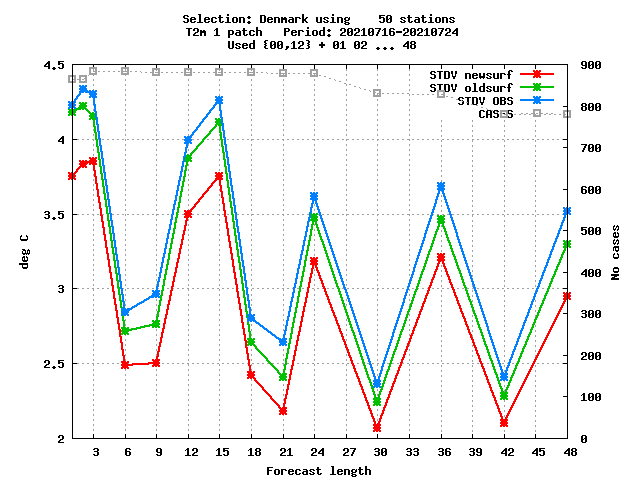 Selection: Denmark using    50 stations
T2m 1 patch   Period: 20210716-20210724
Used {00,12} + 01 02 ... 48
STDV newsurf
STDV oldsurf
STDV OBS
CASES
deg C
4.5
4
3.5
3
2.5
2
No cases
900
800
700
600
500
400
300
200
100
0
3 6 9 12 15 18 21 24 27 30 33 36 39 42 45 48
Forecast length